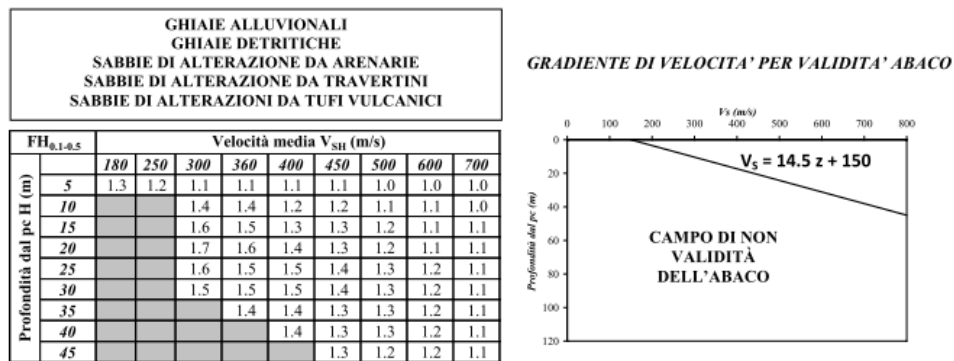 GHIAIE ALLUVIONALI
GHIAIE DETRITICHE
SABBIE DI ALTERAZIONE DA ARENARIE
SABBIE DI ALTERAZIONE DA TRAVERTINI
SABBIE DI ALTERAZIONI DA TUFI VULCANICI
FH0.1-0.5 Velocità media VSH (m/s)
180 250 300 360 400 450 500 600 700
Profondità dal pc H (m)
5 1.3 1.2 1.1 1.1 1.1 1.1 1.0 1.0 1.0
10 1.4 1.4 1.2 1.2 1.1 1.1 1.0
15 1.6 1.5 1.3 1.3 1.2 1.1 1.1
20 1.7 1.6 1.4 1.3 1.2 1.1 1.1
25 1.6 1.5 1.5 1.4 1.3 1.2 1.1
30 1.5 1.5 1.5 1.4 1.3 1.2 1.1
35 1.4 1.4 1.3 1.3 1.2 1.1
40 1.4 1.3 1.3 1.2 1.1
45 1.3 1.2 1.2 1.1
GRADIENTE DI VELOCITA' PER VALIDITA' ABACO
Vs (m/s)
0 100 200 300 400 500 600 700 800
Profondità dal pc (m)
0
20
40
60
80
100
120
VS = 14.5 z + 150
CAMPO DI NON
VALIDITÀ
DELL'ABACO